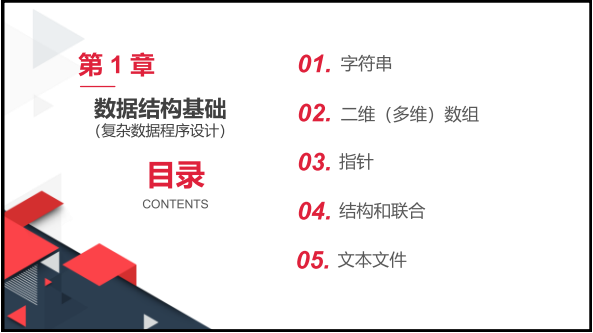 第 1 章
数据结构基础
（复杂数据程序设计）
目录
CONTENTS
01. 字符串
02. 二维（多维）数组
03. 指针
04. 结构和联合
05. 文本文件